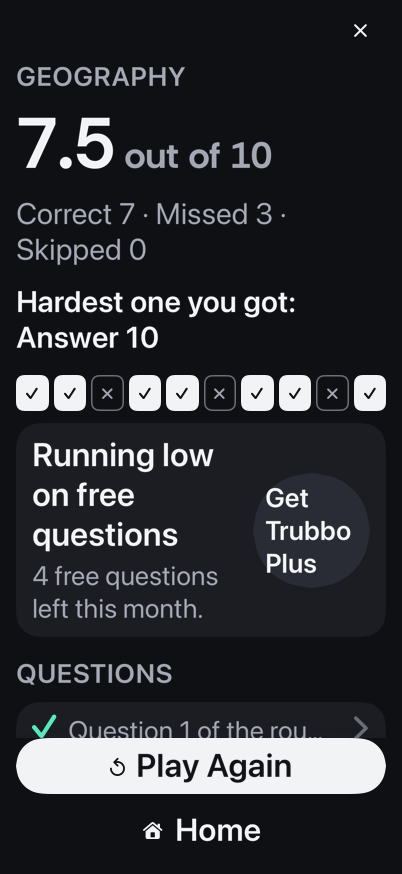 GEOGRAPHY
7.5 out of 10
Correct 7 · Missed 3 ·
Skipped 0
Hardest one you got:
Answer 10
Running low
on free
questions
4 free questions
left this month.
Get
Trubbo
Plus
QUESTIONS
Question 1 of the rou...
Play Again
Home